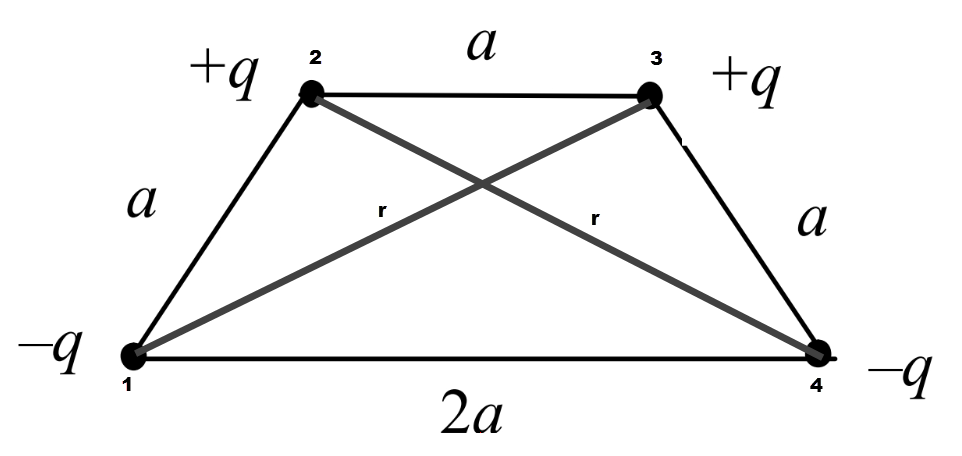 a
+q 2 3 +q
a r r a
–q 1 4 –q
2a